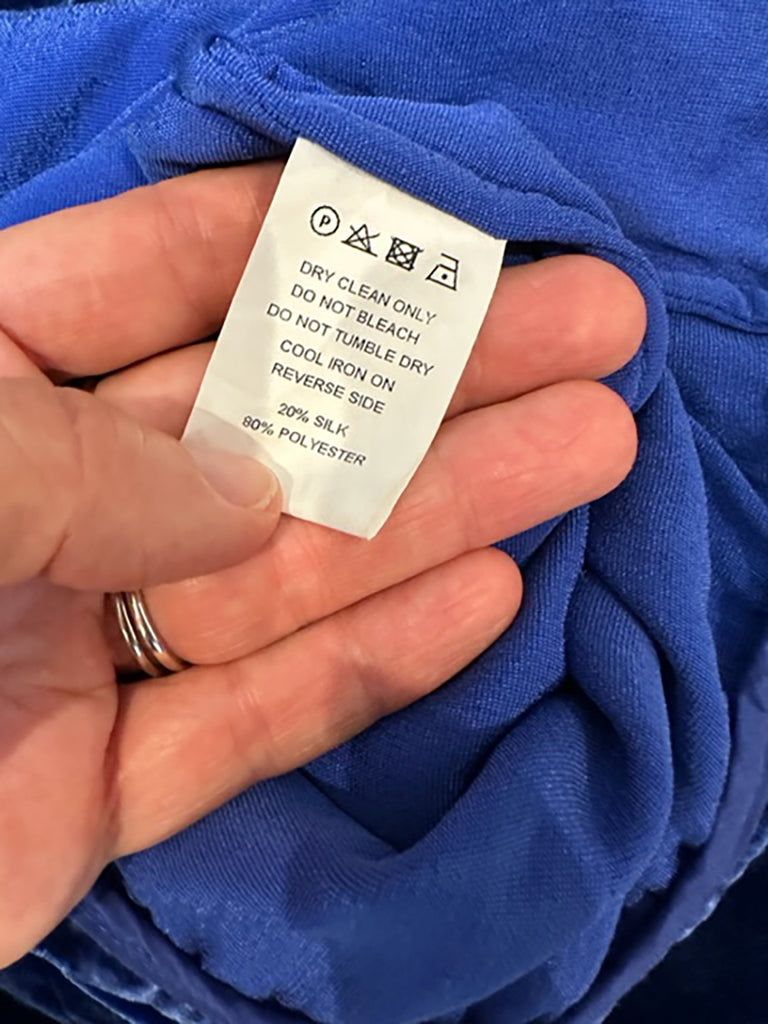 P
DRY CLEAN ONLY
DO NOT BLEACH
DO NOT TUMBLE DRY
COOL IRON ON
REVERSE SIDE
20% SILK
80% POLYESTER